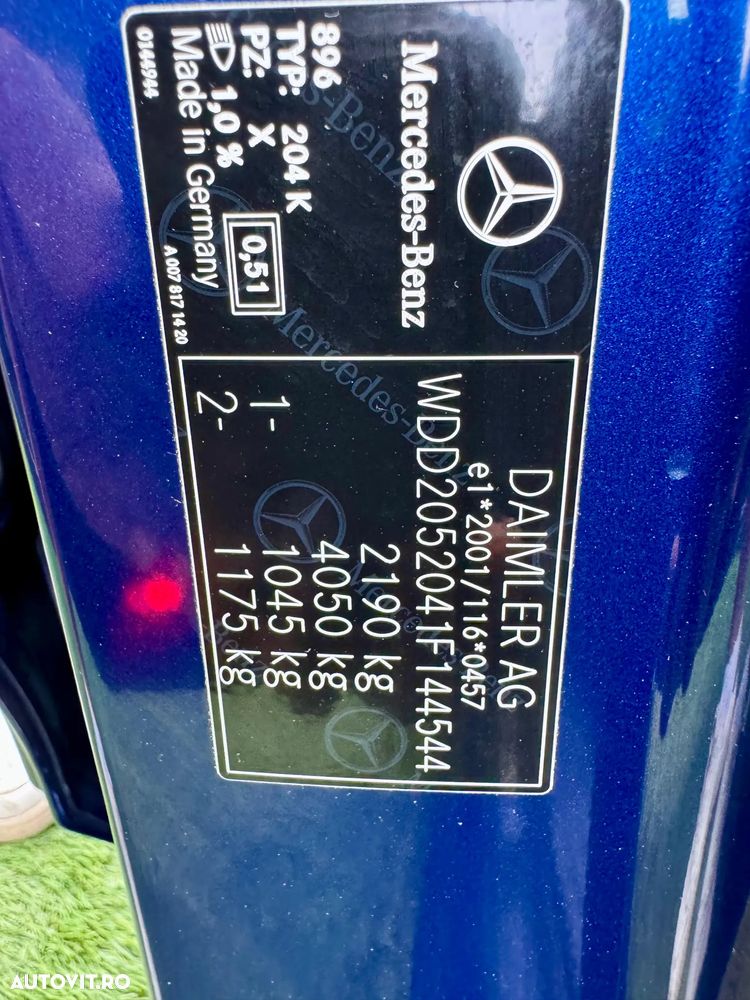 Mercedes-Benz
896
TYP: 204 K
PZ: X
1,0 %
0,51
Made in Germany
0144944
A 007 817 14 20
DAIMLER AG
e1*2001/116*0457
WDD2052041F144544
2190 kg
4050 kg
1- 1045 kg
2- 1175 kg
AUTOVIT.RO